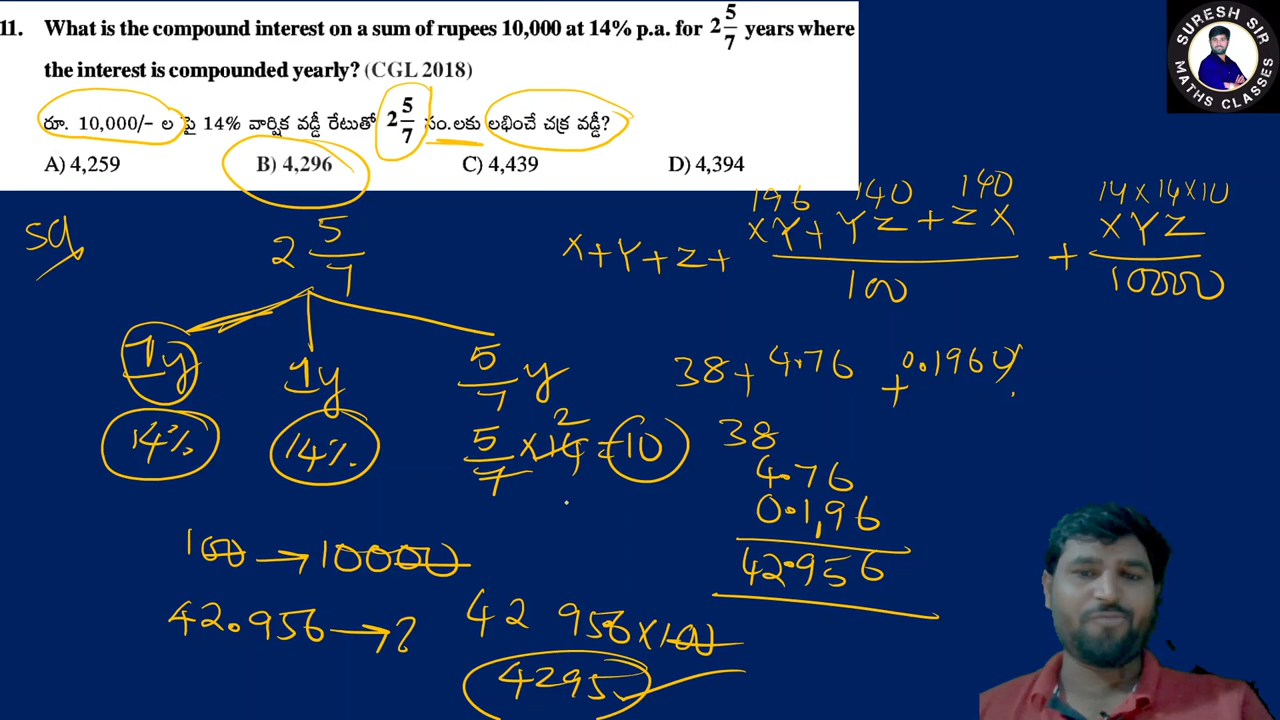 11. What is the compound interest on a sum of rupees 10,000 at 14% p.a. for 2 5/7 years where
the interest is compounded yearly? (CGL 2018)
రూ. 10,000/- ల పై 14% వార్షిక వడ్డీ రేటుతో 2 5/7 సం.లకు లభించే చక్ర వడ్డీ?
A) 4,259 B) 4,296 C) 4,439 D) 4,394
SURESH SIR
MATHS CLASSES
2 5/7
1y 1y 5/7 y
14% 14% 5/7 × 14 = 10
2
196 140 140 14×14×10
X+Y+Z+ XY+YZ+ZX/100 + XYZ/10000
38+ 4.76 + 0.1960
38
4.76
0.196
42.956
100 → 10000
42.956 → ?
42 956×100
4295